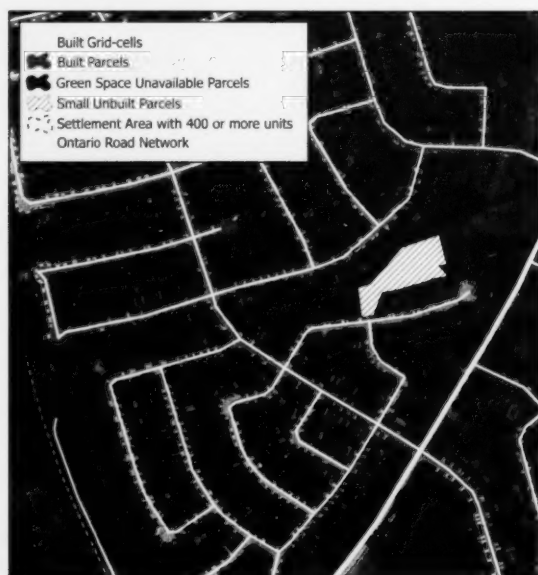 Built Grid-cells
Built Parcels
Green Space Unavailable Parcels
Small Unbuilt Parcels
Settlement Area with 400 or more units
Ontario Road Network